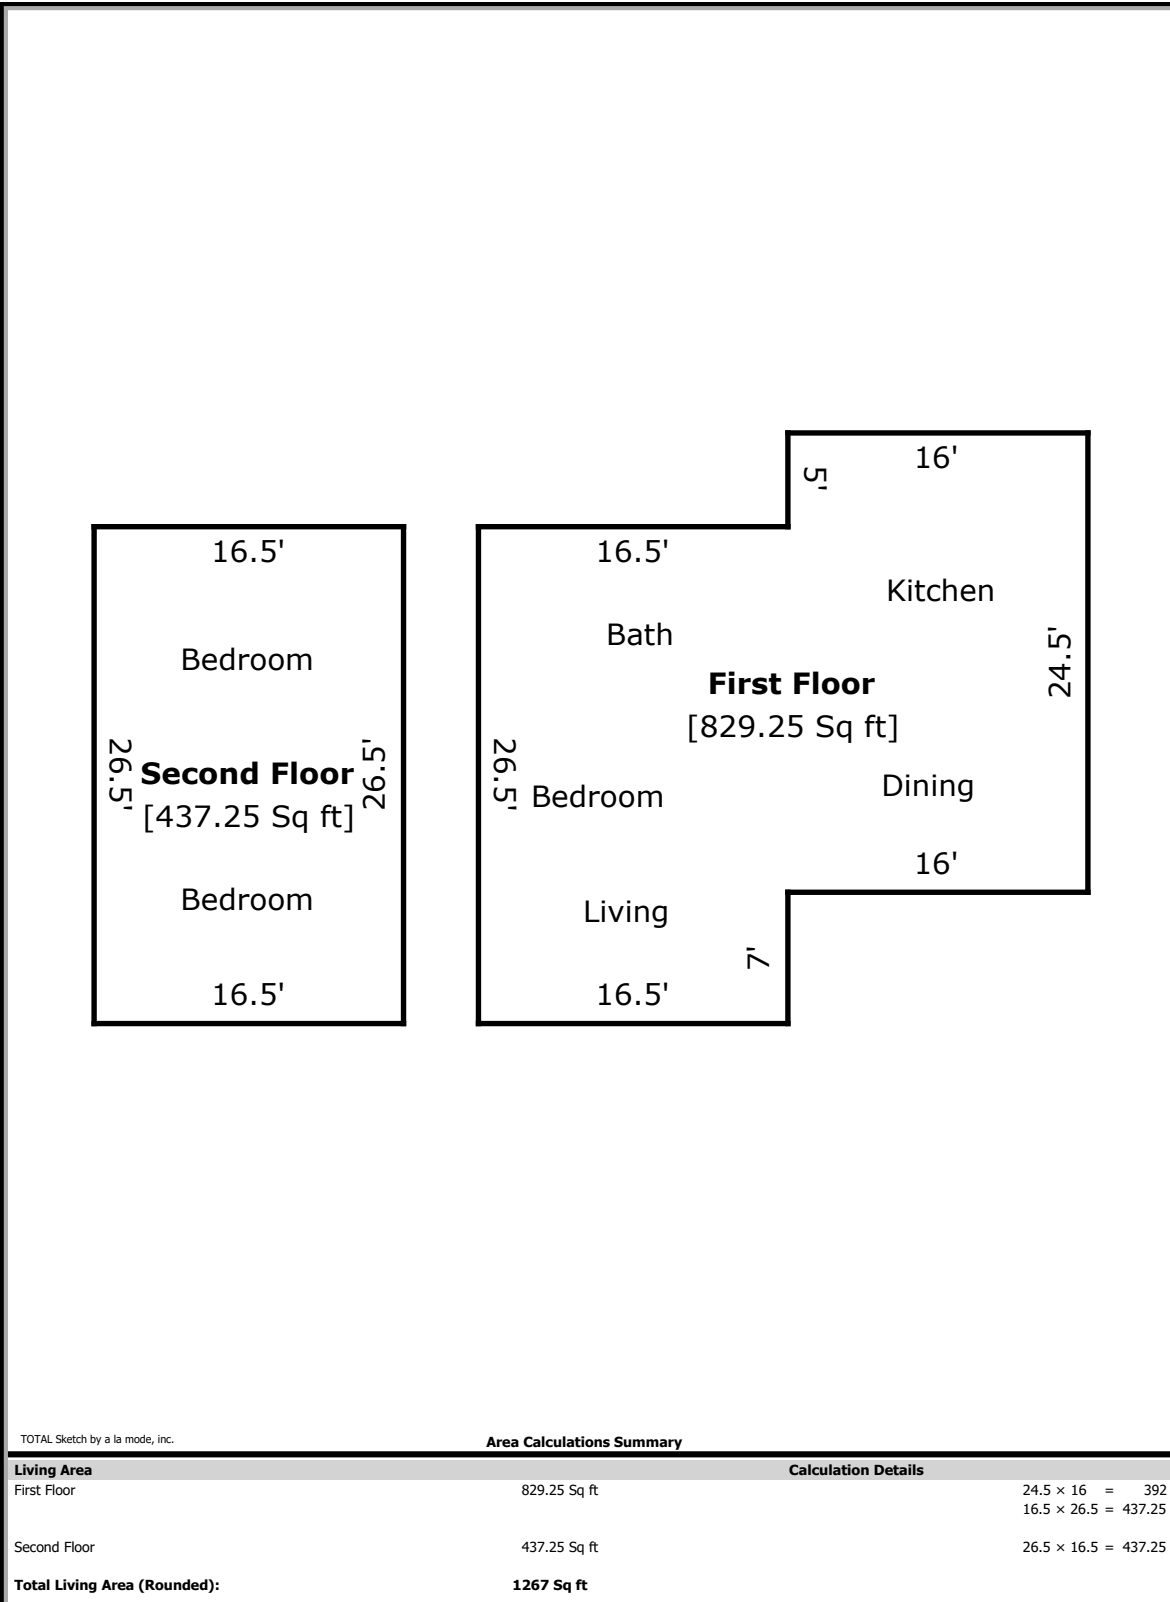 16'
5'
16.5'
16.5'
Kitchen
Bath
Bedroom
24.5'
First Floor
[829.25 Sq ft]
26.5'
Second Floor
26.5'
[437.25 Sq ft]
26.5'
Bedroom
Dining
16'
Bedroom
Living
7'
16.5'
16.5'
TOTAL Sketch by a la mode, inc.
Area Calculations Summary
Living Area Calculation Details
First Floor 829.25 Sq ft 24.5 × 16 = 392
16.5 × 26.5 = 437.25
Second Floor 437.25 Sq ft 26.5 × 16.5 = 437.25
Total Living Area (Rounded): 1267 Sq ft